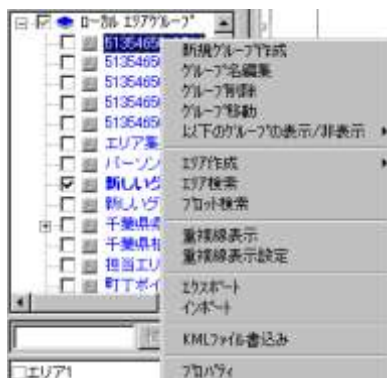 ローカル エリアグループ
51354650
新規グループ作成
5135465
グループ名編集
5135465
グループ削除
5135465
グループ移動
5135465
以下のグループの表示/非表示
エリア集
パーソン
エリア作成
新しいグ
エリア検索
新しいグ
プロット検索
千葉県
千葉県柏
重複線表示
担当エリ
重複線表示設定
町丁ポイ
エクスポート
インポート
KMLファイル書込み
エリア1
プロパティ